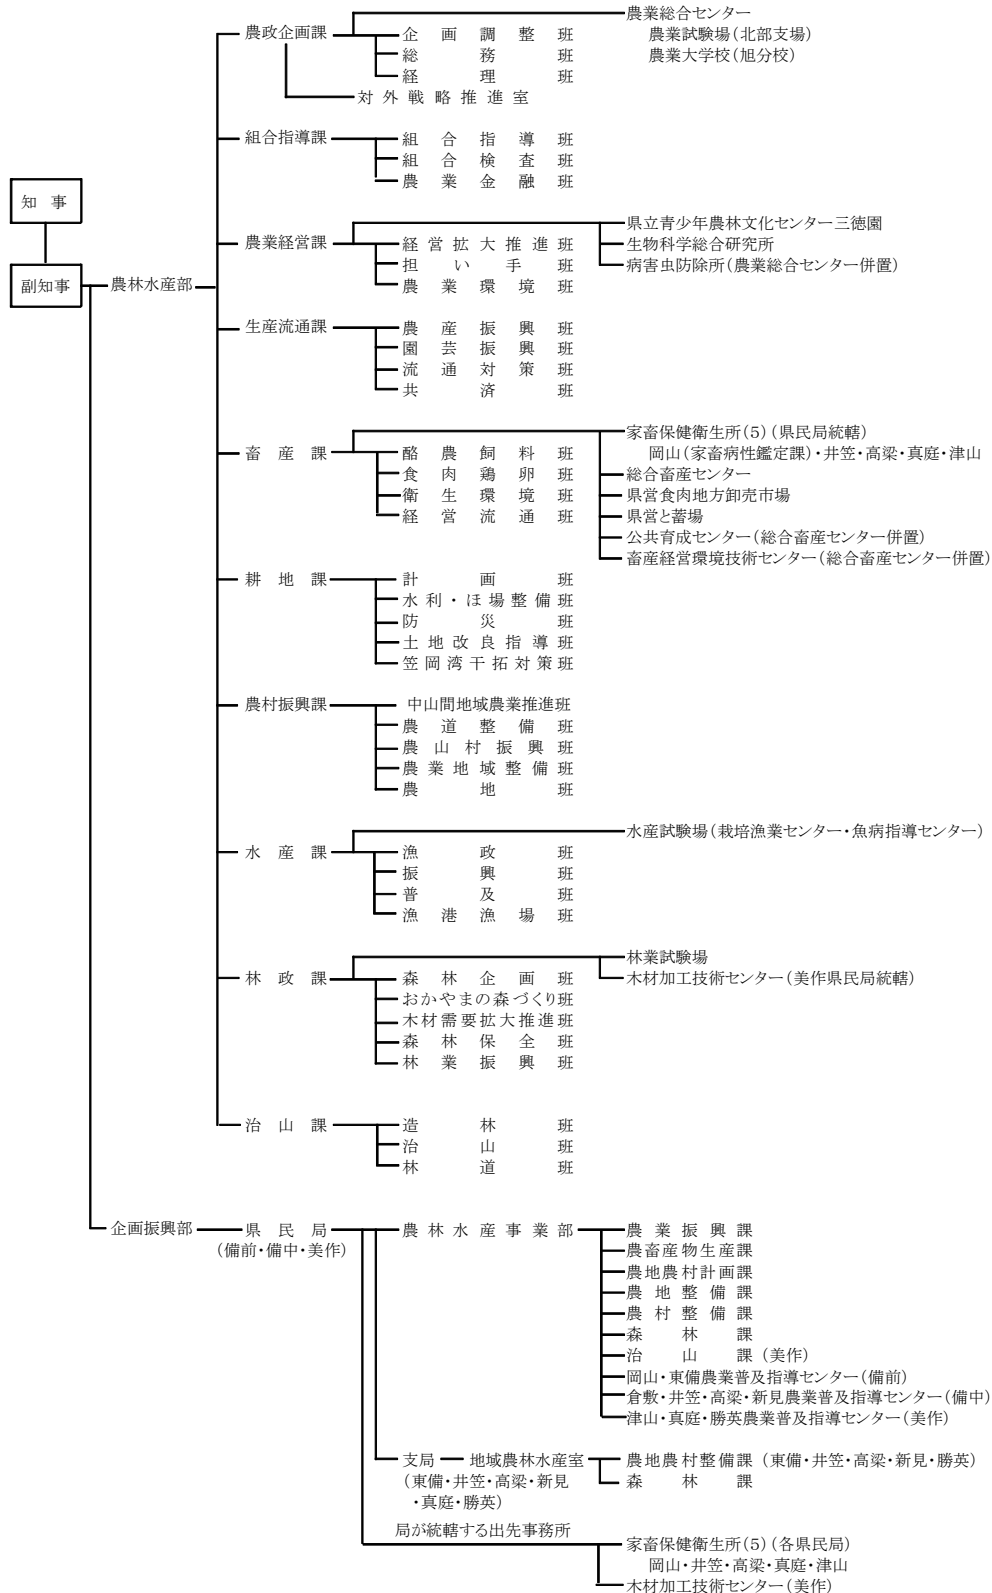 農業総合センター
農政企画課 企画調整班 農業試験場(北部支場)
総務班 農業大学校(旭分校)
経理班
対外戦略推進室
組合指導課 組合指導班
組合検査班
農業金融班
知事
県立青少年農林文化センター三徳園
農業経営課 経営拡大推進班 生物科学総合研究所
担い手班 病害虫防除所(農業総合センター併置)
副知事 農林水産部 農業環境班
生産流通課 農産振興班
園芸振興班
流通対策班
共済班
家畜保健衛生所(5)(県民局統轄)
畜産課 酪農飼料班 岡山(家畜病性鑑定課)・井笠・高梁・真庭・津山
食肉鶏卵班 総合畜産センター
衛生環境班 県営食肉地方卸売市場
経営流通班 県営と蓄場
公共育成センター(総合畜産センター併置)
畜産経営環境技術センター(総合畜産センター併置)
耕地課 計画班
水利・ほ場整備班
防災班
土地改良指導班
笠岡湾干拓対策班
農村振興課 中山間地域農業推進班
農道整備班
農山村振興班
農業地域整備班
農地班
水産試験場(栽培漁業センター・魚病指導センター)
水産課 漁政班
振興班
普及班
漁港漁場班
林業試験場
林政課 森林企画班 木材加工技術センター(美作県民局統轄)
おかやまの森づくり班
木材需要拡大推進班
森林保全班
林業振興班
治山課 造林班
治山班
林道班
企画振興部 県民局 農林水産事業部 農業振興課
(備前・備中・美作) 農畜産物生産課
農地農村計画課
農地整備課
農村整備課
森林課
治山課(美作)
岡山・東備農業普及指導センター(備前)
倉敷・井笠・高梁・新見農業普及指導センター(備中)
津山・真庭・勝英農業普及指導センター(美作)
支局 地域農林水産室 農地農村整備課(東備・井笠・高梁・新見・勝英)
(東備・井笠・高梁・新見 森林課
・真庭・勝英)
局が統轄する出先事務所
家畜保健衛生所(5)(各県民局)
岡山・井笠・高梁・真庭・津山
木材加工技術センター(美作)